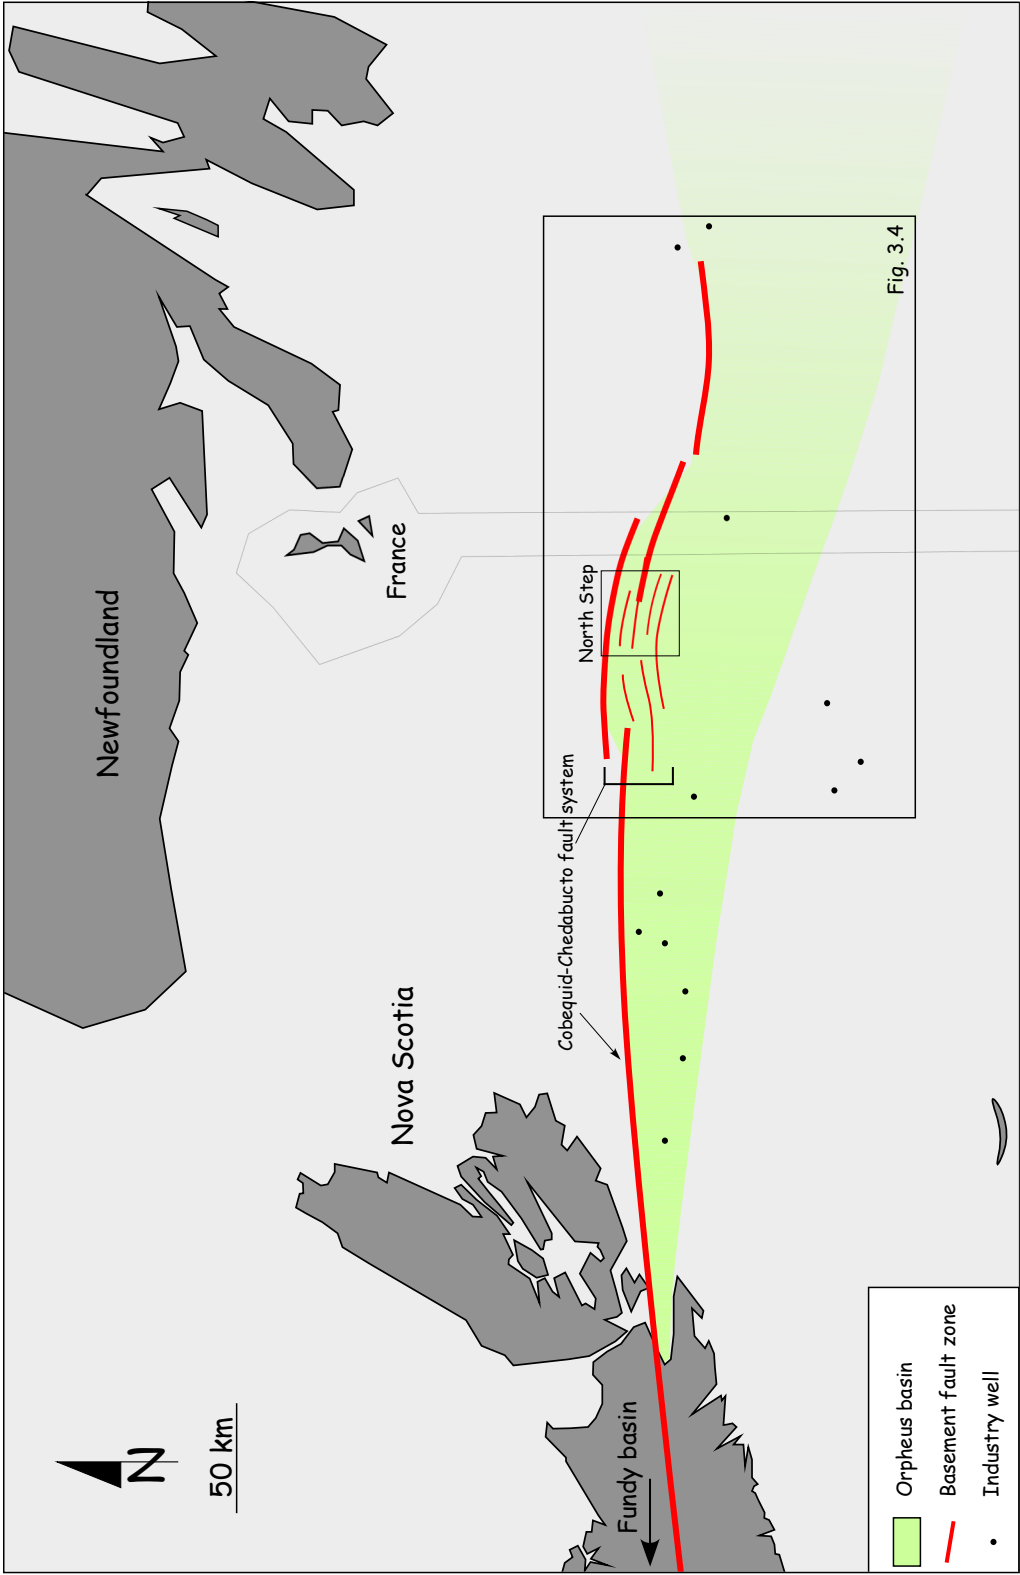 Newfoundland
France
Nova Scotia
North Step
Cobequid-Chedabucto fault system
Fig. 3.4
N
50 km
Fundy basin
Orpheus basin
Basement fault zone
Industry well